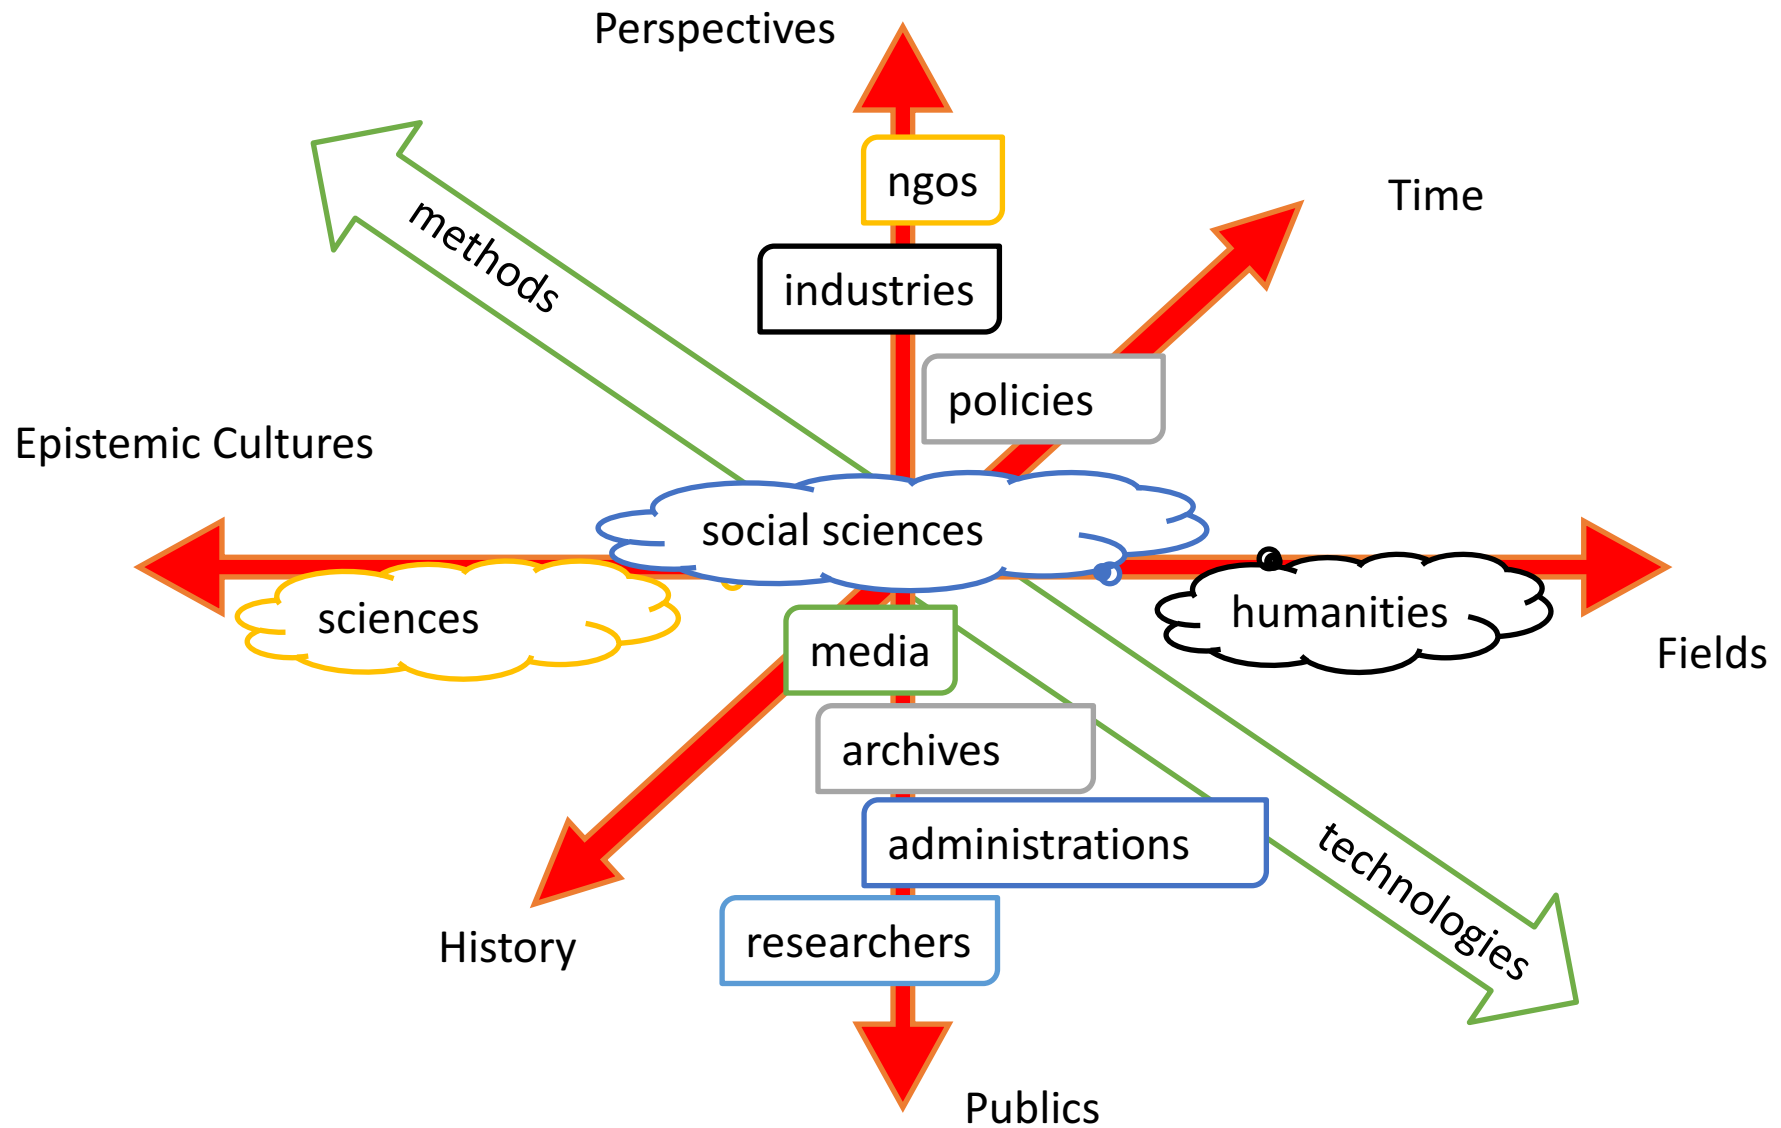 Perspectives
ngos
Time
methods
industries
policies
Epistemic Cultures
social sciences
sciences
humanities
media
Fields
archives
administrations
technologies
researchers
History
Publics